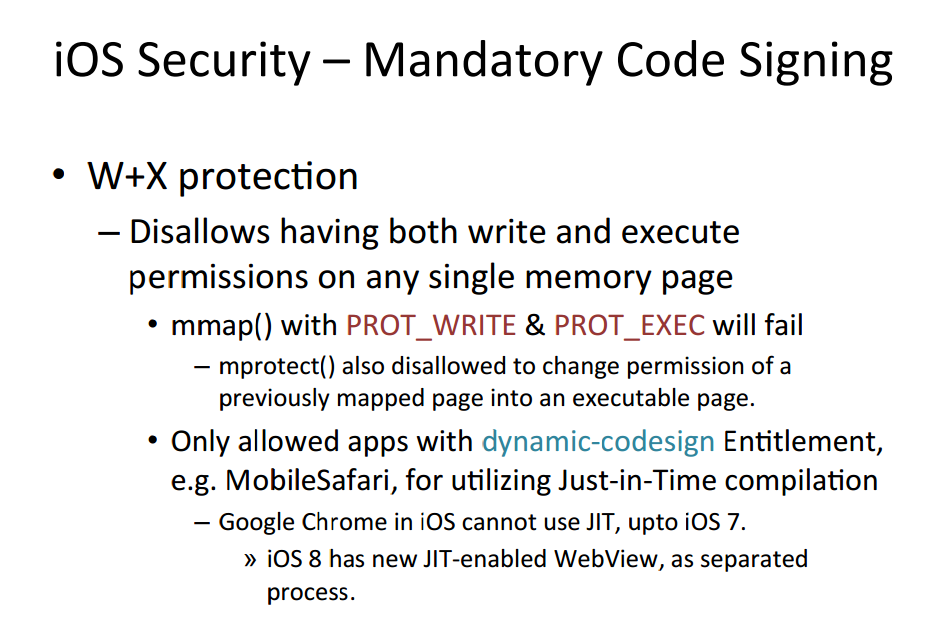 iOS Security – Mandatory Code Signing
• W+X protection
– Disallows having both write and execute
permissions on any single memory page
• mmap() with PROT_WRITE & PROT_EXEC will fail
– mprotect() also disallowed to change permission of a
previously mapped page into an executable page.
• Only allowed apps with dynamic-codesign Entitlement,
e.g. MobileSafari, for utilizing Just-in-Time compilation
– Google Chrome in iOS cannot use JIT, upto iOS 7.
» iOS 8 has new JIT-enabled WebView, as separated
process.